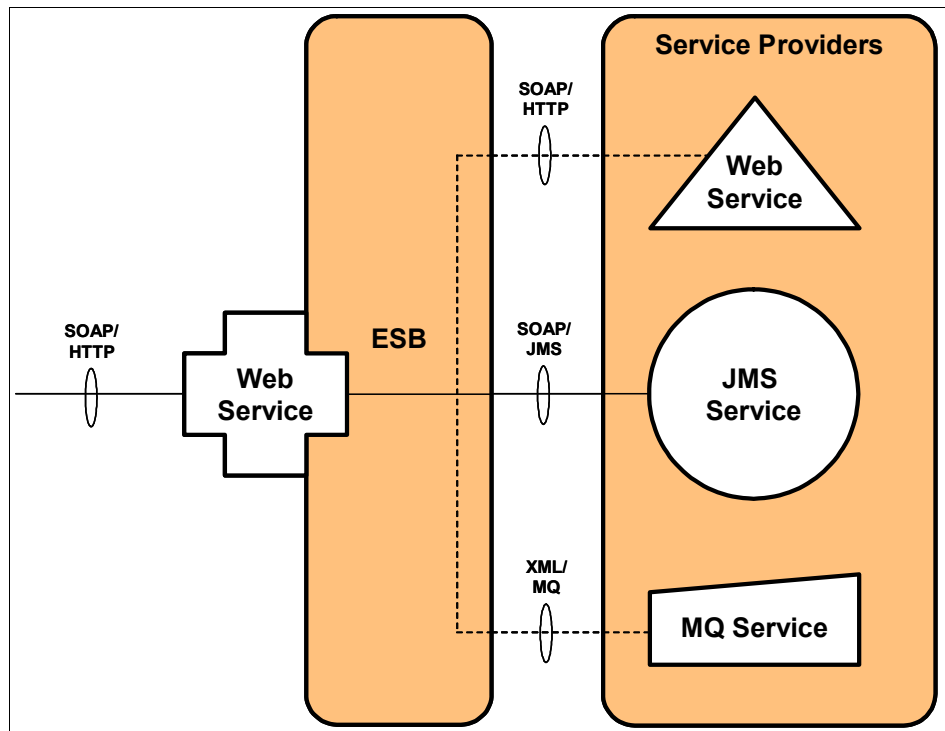 Service Providers
SOAP/
HTTP
Web
Service
SOAP/
HTTP
Web
Service
ESB
SOAP/
JMS
JMS
Service
XML/
MQ
MQ Service